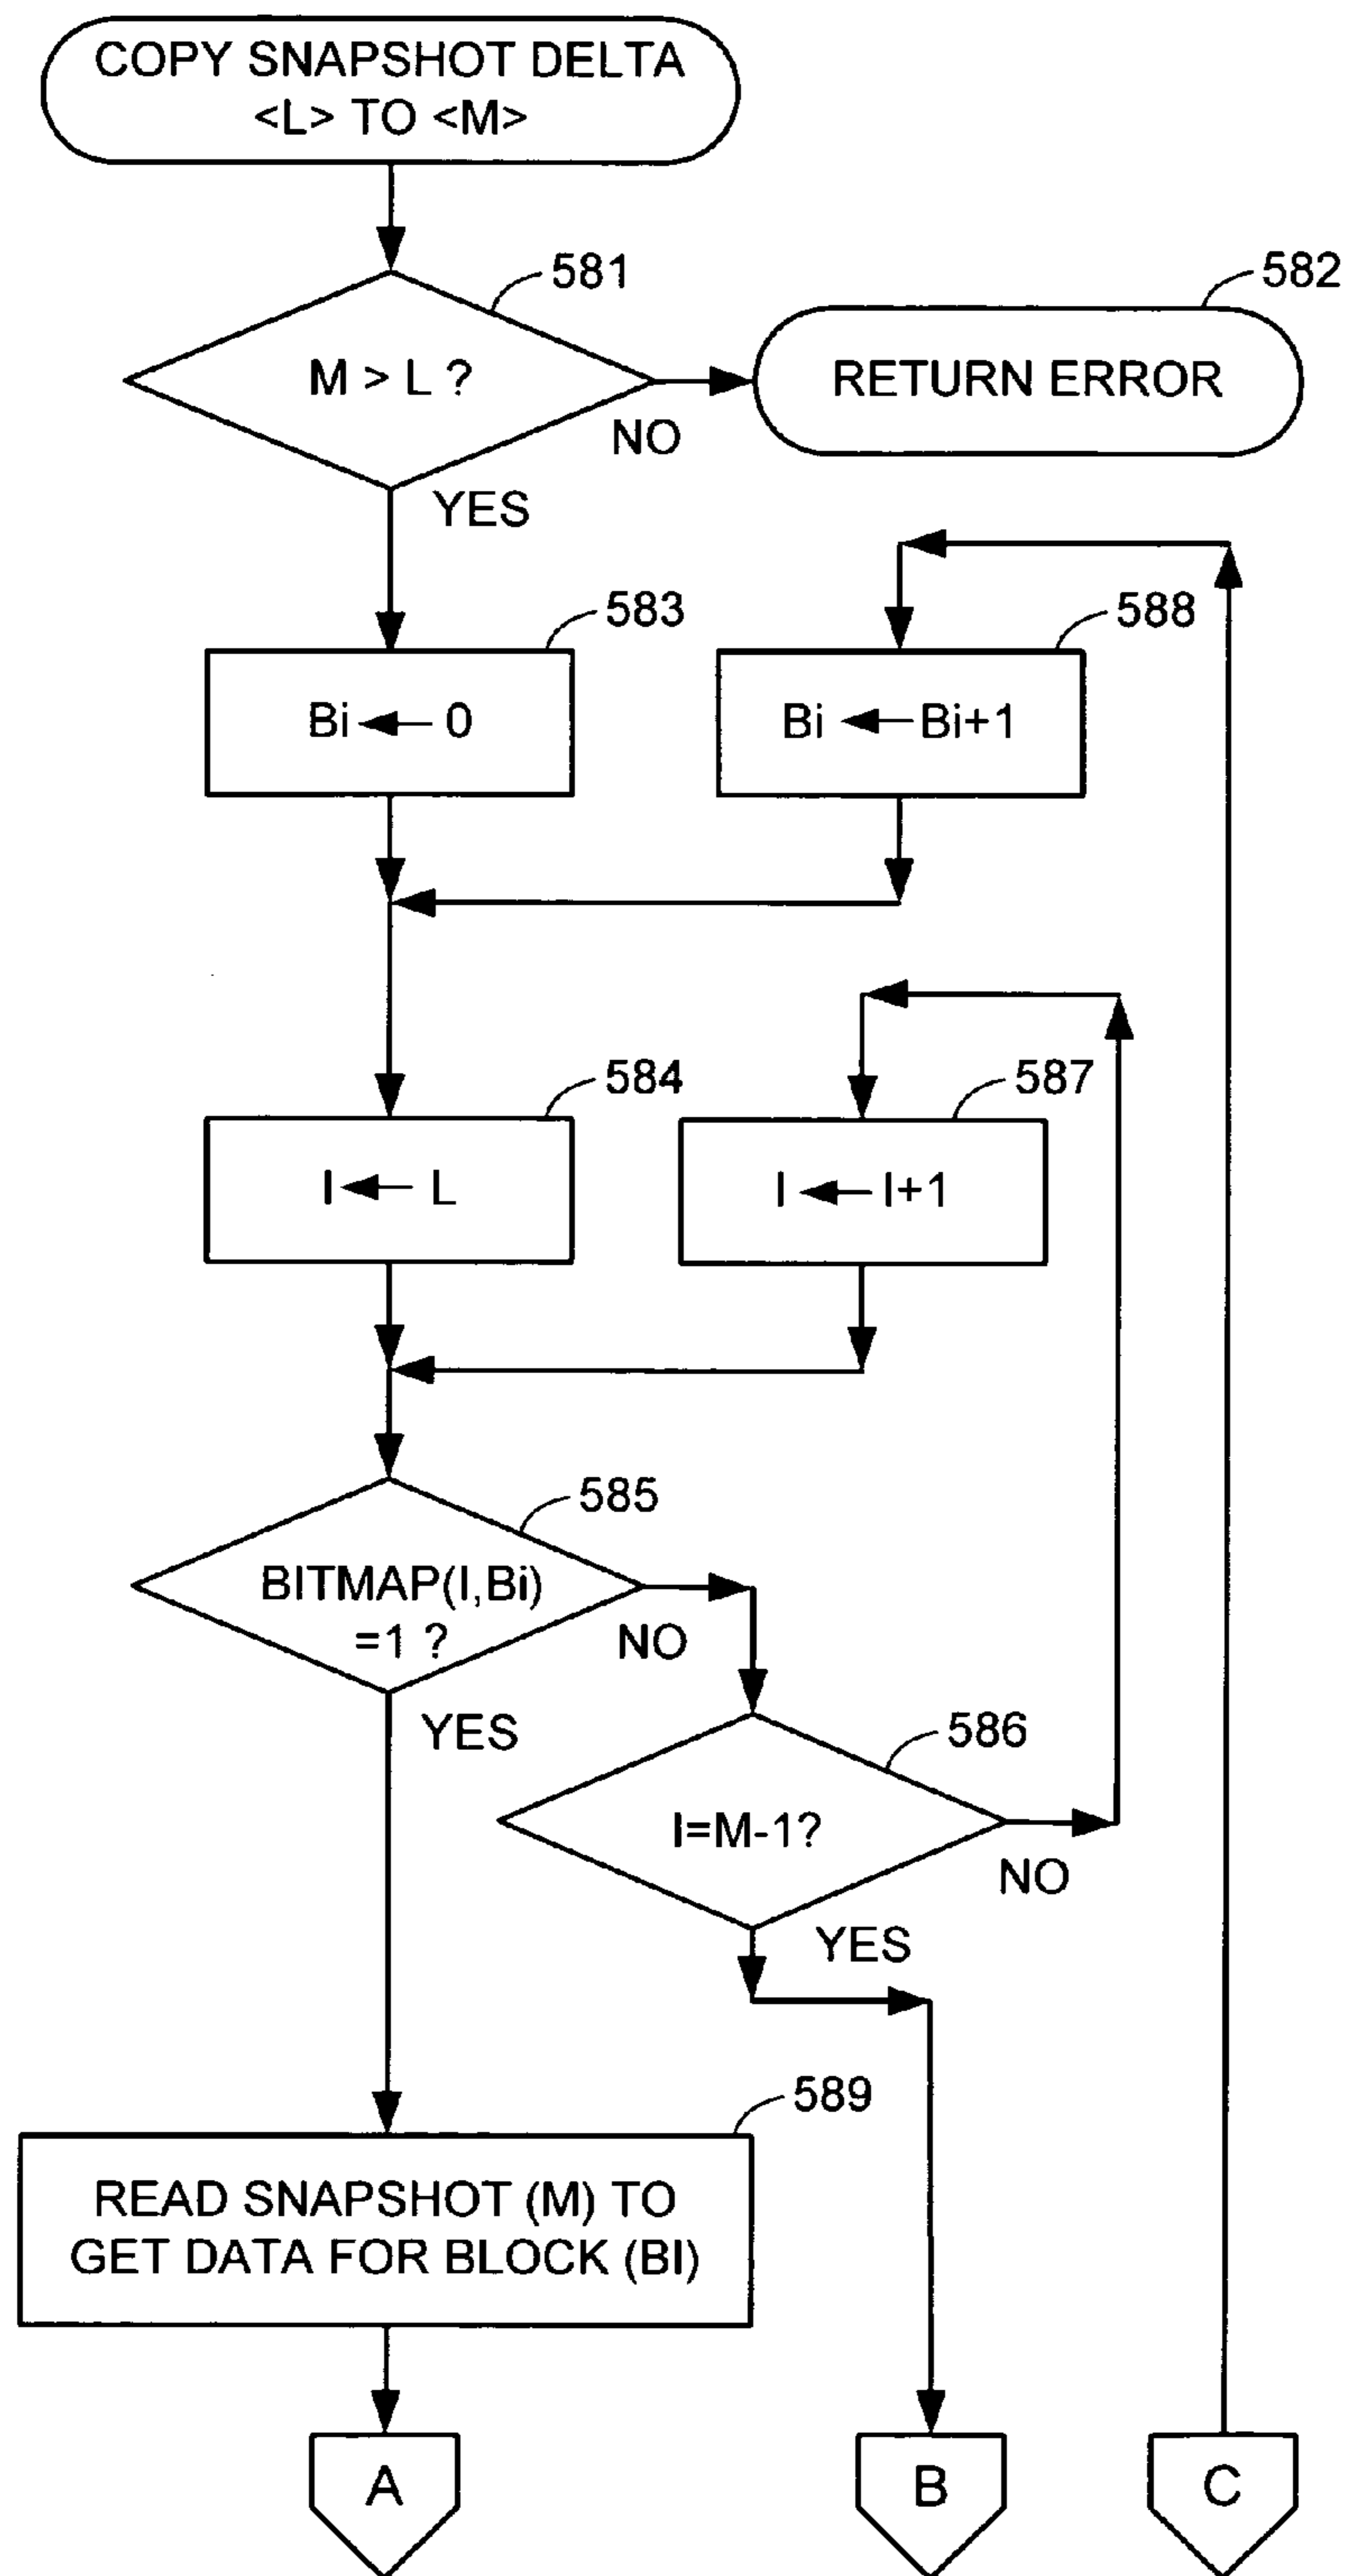 COPY SNAPSHOT DELTA
<L> TO <M>
581
582
M > L ?
RETURN ERROR
NO
YES
583
588
Bi ← 0
Bi ← Bi+1
584
587
I ← L
I ← I+1
585
BITMAP(I,Bi)
=1 ?
NO
YES
586
I=M-1?
NO
YES
589
READ SNAPSHOT (M) TO
GET DATA FOR BLOCK (BI)
A
B
C